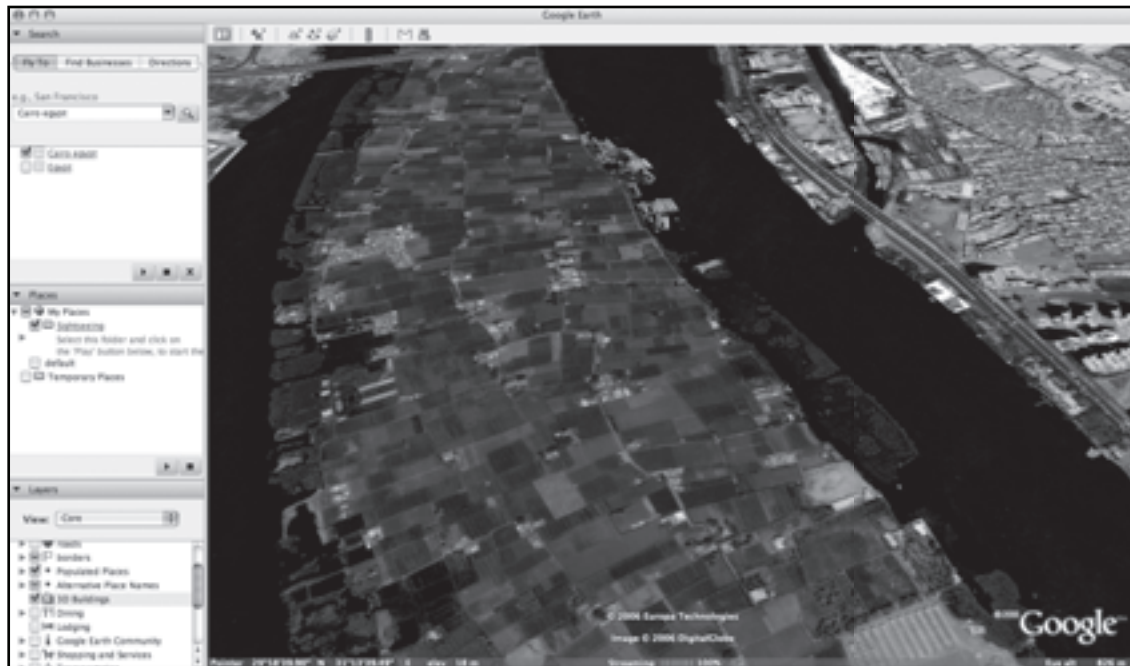 Google Earth
Search
Fly To Find Businesses Directions
e.g., San Francisco
Cairo egypt
Cairo egypt
Egypt
Places
My Places
Sightseeing
Select this folder and click on
the 'Play' button below, to start the
default
Temporary Places
Layers
View: Core
borders
Populated Places
Alternative Place Names
3D Buildings
Dining
Lodging
Google Earth Community
Shopping and Services
© 2006 Europa Technologies
Image © 2006 DigitalGlobe
Google
Pointer
Streaming 100%